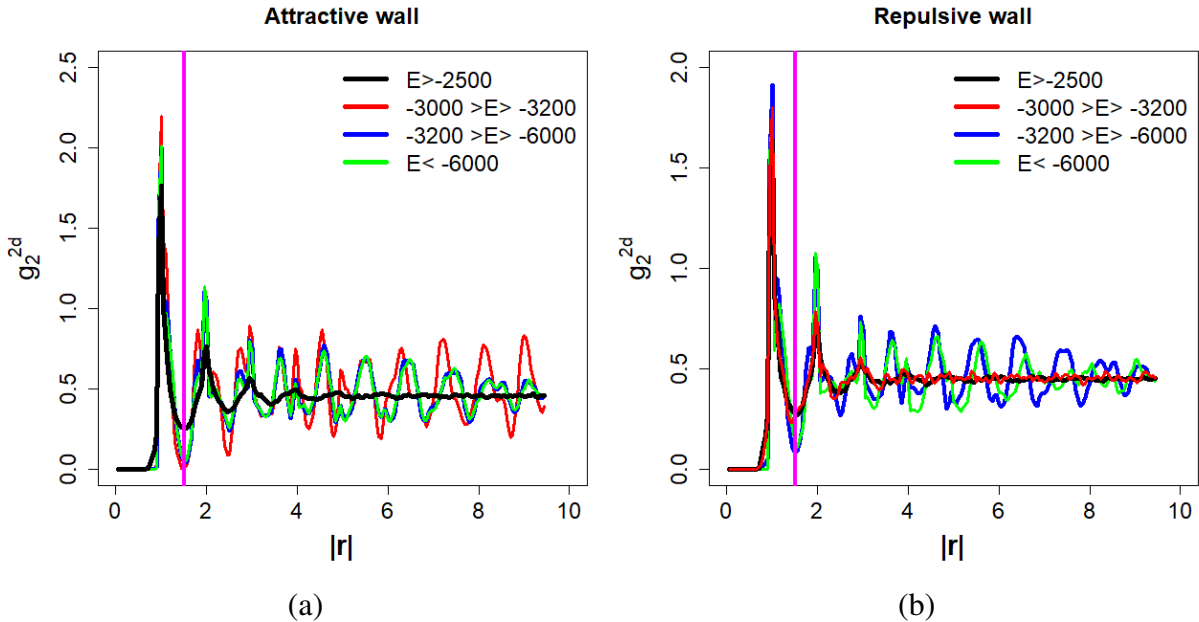 Attractive wall
g₂²ᵈ
2.5
2.0
1.5
1.0
0.5
0.0
E>-2500
-3000 >E> -3200
-3200 >E> -6000
E< -6000
0 2 4 6 8 10
|r|
(a)
Repulsive wall
g₂²ᵈ
2.0
1.5
1.0
0.5
0.0
E>-2500
-3000 >E> -3200
-3200 >E> -6000
E< -6000
0 2 4 6 8 10
|r|
(b)